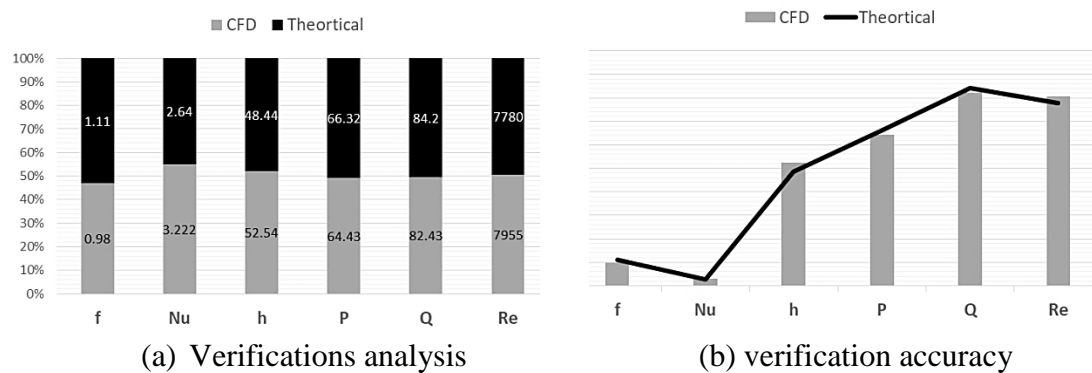 CFD Theortical
100%
90%
80%
70%
60%
50%
40%
30%
20%
10%
0%
1.11 2.64 48.44 66.32 84.2 7780
0.98 3.222 52.54 64.43 82.43 7955
f Nu h P Q Re
(a) Verifications analysis
CFD Theortical
f Nu h P Q Re
(b) verification accuracy